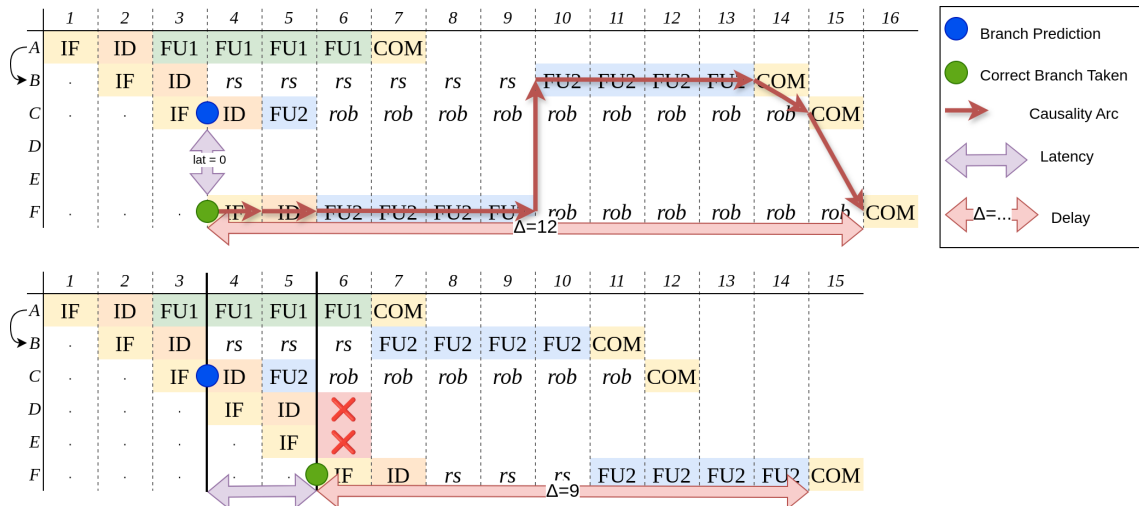 1 2 3 4 5 6 7 8 9 10 11 12 13 14 15 16
A IF ID FU1 FU1 FU1 FU1 COM
B . IF ID rs rs rs rs rs rs FU2 FU2 FU2 FU2 COM
C . . IF ID FU2 rob rob rob rob rob rob rob rob rob COM
lat = 0
D
E
F . . . IF ID FU2 FU2 FU2 FU2 rob rob rob rob rob rob COM
Δ=12
Branch Prediction
Correct Branch Taken
Causality Arc
Latency
Δ=... Delay
1 2 3 4 5 6 7 8 9 10 11 12 13 14 15
A IF ID FU1 FU1 FU1 FU1 COM
B . IF ID rs rs rs FU2 FU2 FU2 FU2 COM
C . . IF ID FU2 rob rob rob rob rob rob COM
D . . . IF ID
E . . . . IF
F . . . . . IF ID rs rs rs FU2 FU2 FU2 FU2 COM
Δ=9